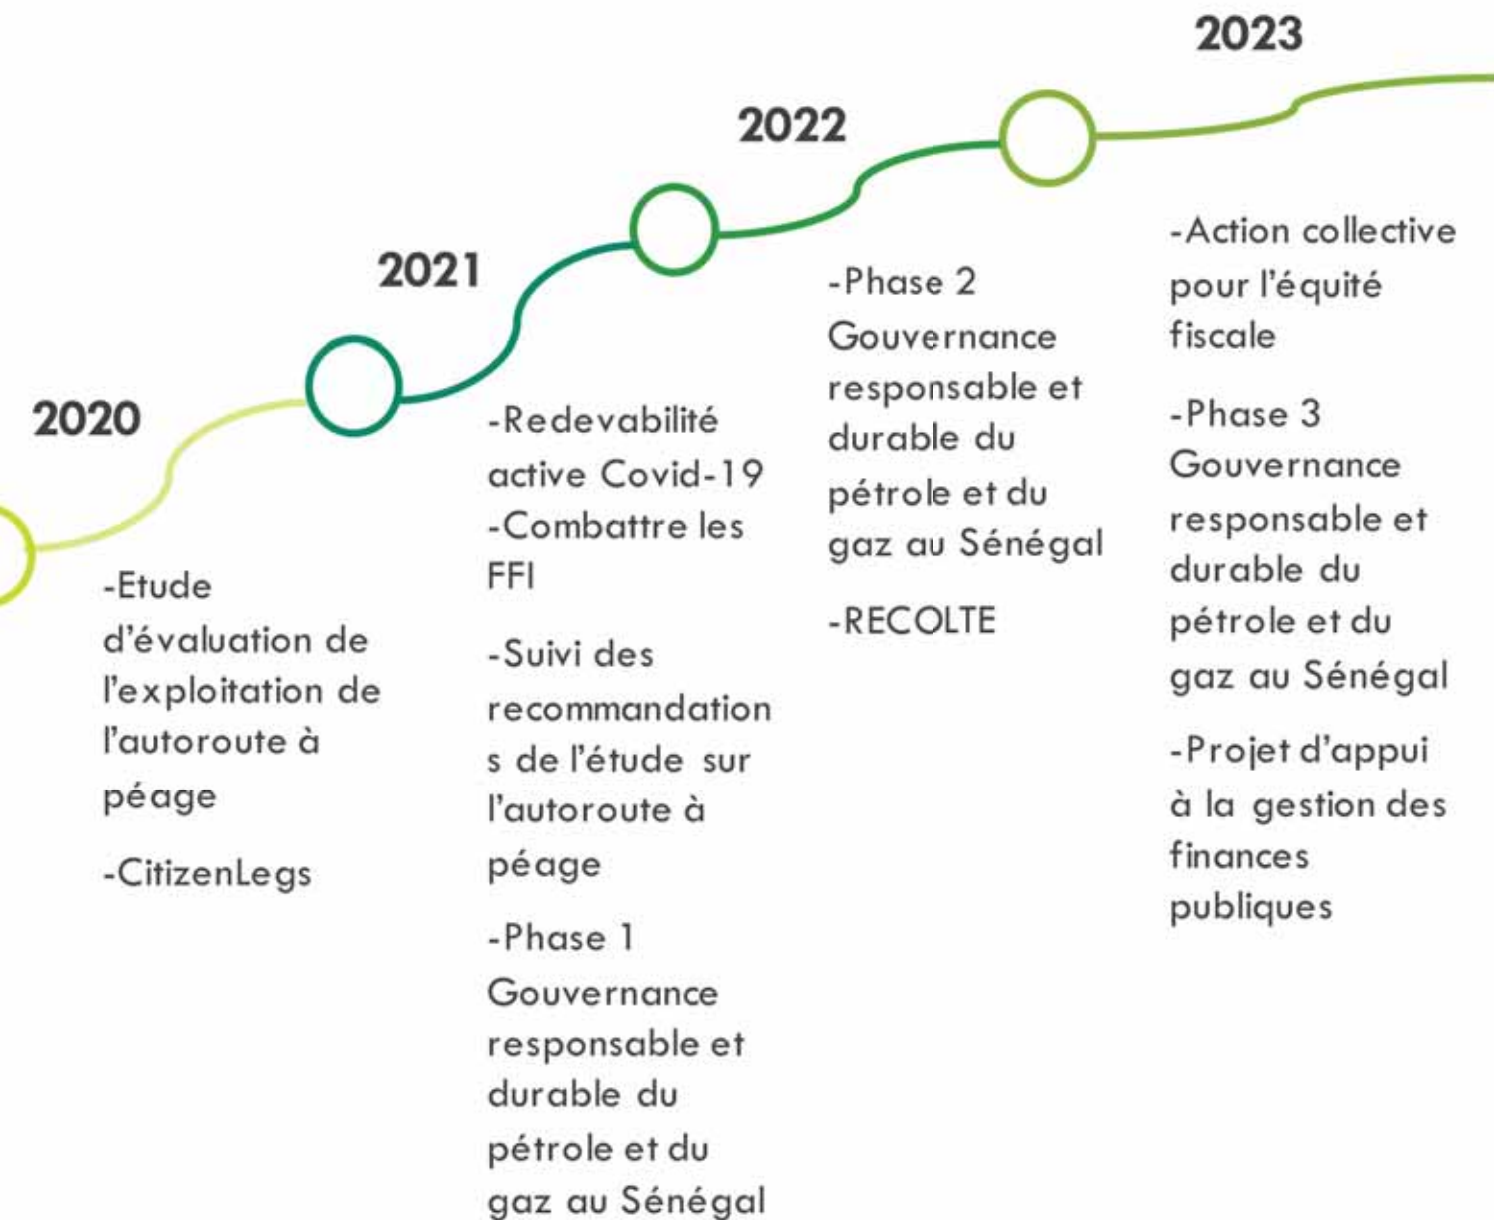 2020
-Etude
d'évaluation de
l'exploitation de
l'autoroute à
péage
-CitizenLegs
2021
-Redevabilité
active Covid-19
-Combattre les
FFI
-Suivi des
recommandation
s de l'étude sur
l'autoroute à
péage
-Phase 1
Gouvernance
responsable et
durable du
pétrole et du
gaz au Sénégal
2022
-Phase 2
Gouvernance
responsable et
durable du
pétrole et du
gaz au Sénégal
-RECOLTE
2023
-Action collective
pour l'équité
fiscale
-Phase 3
Gouvernance
responsable et
durable du
pétrole et du
gaz au Sénégal
-Projet d'appui
à la gestion des
finances
publiques